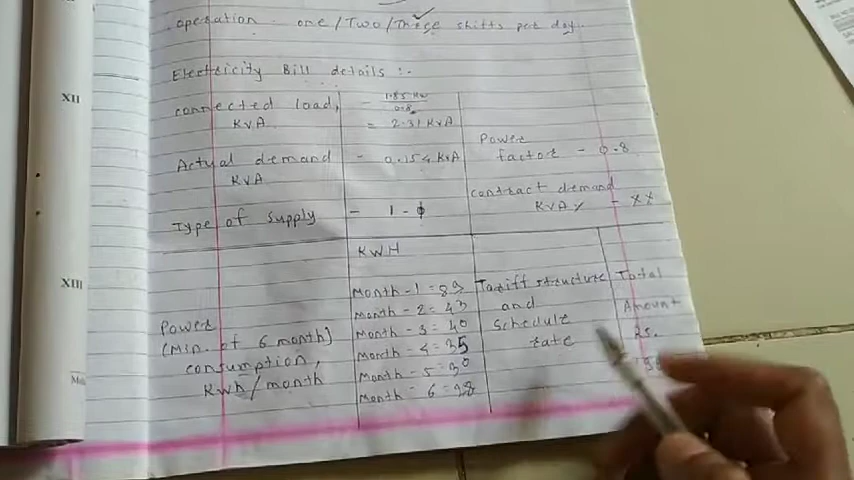 operation - one/Two/Three shifts per day.
Electricity Bill details :-
connected load, - 1.85 KW / 0.8
KVA = 2.31 KVA
Power
factor - 0.8
Actual demand - 0.154 KVA
KVA
contract demand
KVA - XX
Type of supply - 1-ϕ
KWH
Month-1 = 89 Tariff structure Total
Month-2 = 43 and Amount
Power Month-3 = 40 Schedule Rs.
(Min. of 6 month) Month-4 = 35 rate
consumption, Month-5 = 30
Kwh/month Month-6 =
XII
XIII